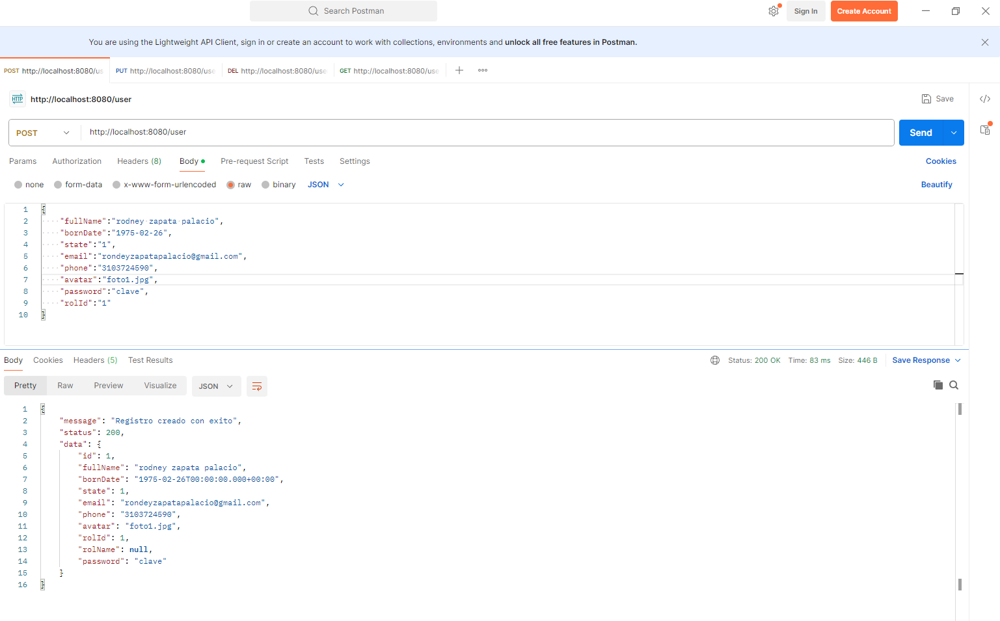 Search Postman
Sign In
Create Account
You are using the Lightweight API Client, sign in or create an account to work with collections, environments and unlock all free features in Postman.
POST http://localhost:8080/us
PUT http://localhost:8080/use
DEL http://localhost:8080/use
GET http://localhost:8080/use
HTTP http://localhost:8080/user
Save
POST http://localhost:8080/user
Send
Params Authorization Headers (8) Body Pre-request Script Tests Settings Cookies
none form-data x-www-form-urlencoded raw binary JSON Beautify
1 {
2 "fullName":"rodney zapata palacio",
3 "bornDate":"1975-02-26",
4 "state":"1",
5 "email":"rondeyzapatapalacio@gmail.com",
6 "phone":"3103724590",
7 "avatar":"foto1.jpg",
8 "password":"clave",
9 "rolId":"1"
10 }
Body Cookies Headers (5) Test Results Status: 200 OK Time: 83 ms Size: 446 B Save Response
Pretty Raw Preview Visualize JSON
1 {
2 "message": "Registro creado con exito",
3 "status": 200,
4 "data": {
5 "id": 1,
6 "fullName": "rodney zapata palacio",
7 "bornDate": "1975-02-26T00:00:00.000+00:00",
8 "state": 1,
9 "email": "rondeyzapatapalacio@gmail.com",
10 "phone": "3103724590",
11 "avatar": "foto1.jpg",
12 "rolId": 1,
13 "rolName": null,
14 "password": "clave"
15 }
16 }